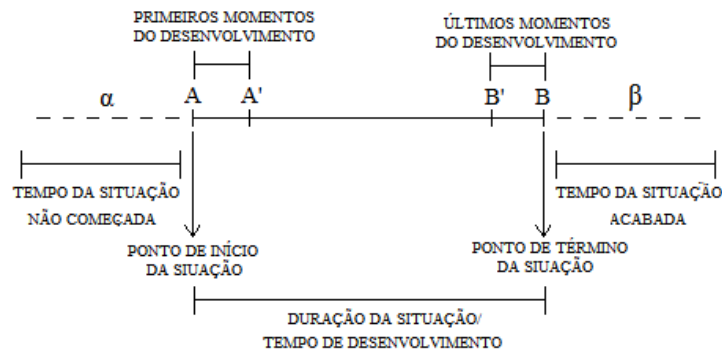 PRIMEIROS MOMENTOS
DO DESENVOLVIMENTO
ÚLTIMOS MOMENTOS
DO DESENVOLVIMENTO
α
A
A'
B'
B
β
TEMPO DA SITUAÇÃO
NÃO COMEÇADA
TEMPO DA SITUAÇÃO
ACABADA
PONTO DE INÍCIO
DA SIUAÇÃO
PONTO DE TÉRMINO
DA SIUAÇÃO
DURAÇÃO DA SITUAÇÃO/
TEMPO DE DESENVOLVIMENTO